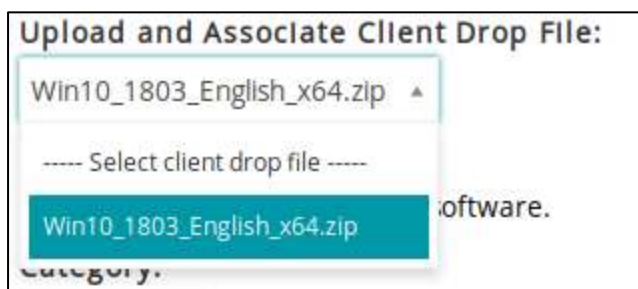 Upload and Associate Client Drop File:
Win10_1803_English_x64.zip
----- Select client drop file -----
Win10_1803_English_x64.zip
oftware.
Category: